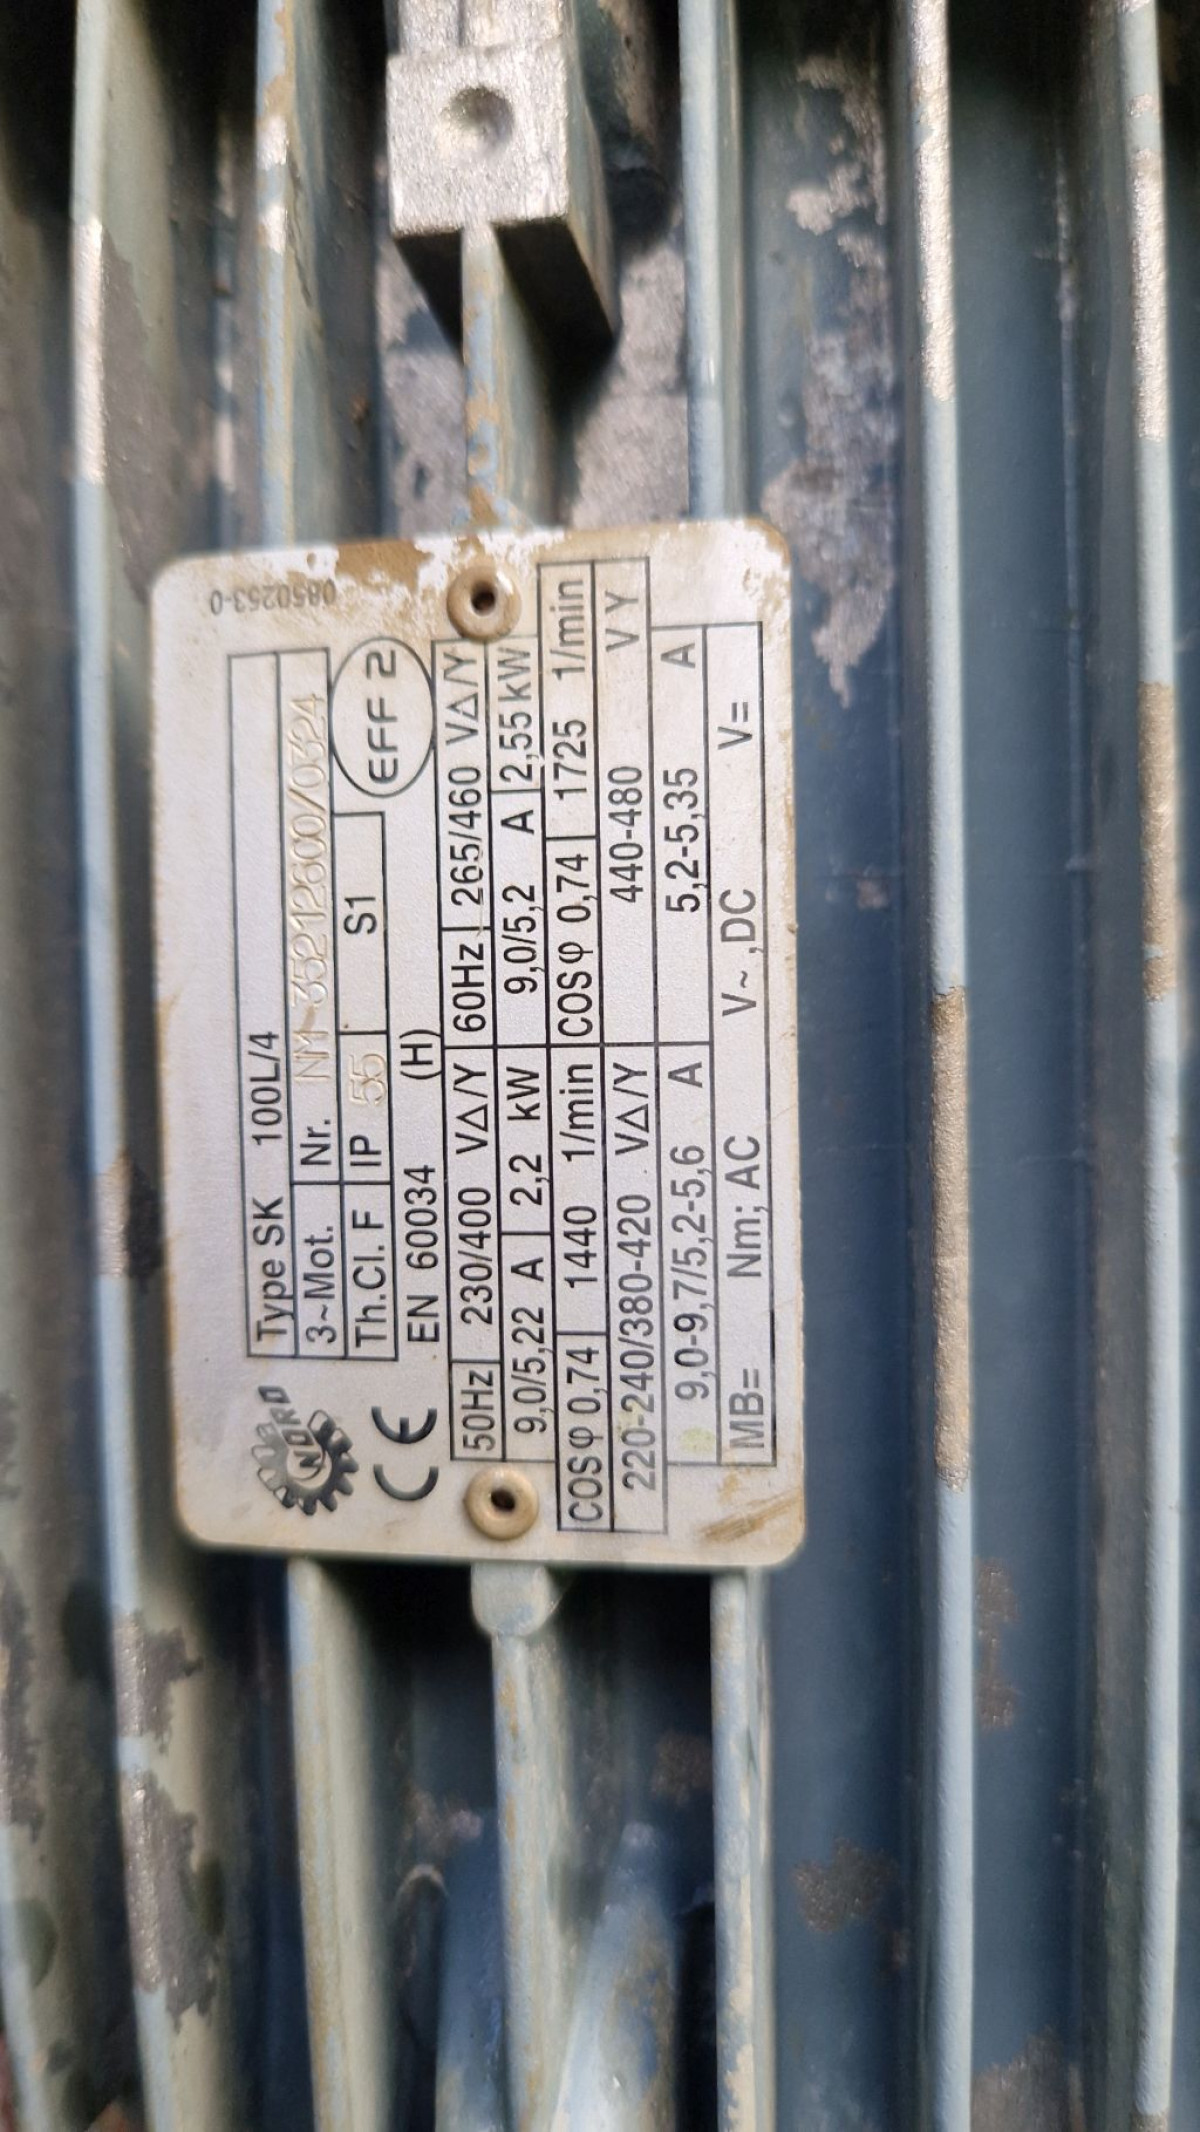 0850253-0
NORD
Type SK 100L/4
3~Mot. Nr. NM 35212600/0324
Th.Cl. F IP 55 S1
EFF 2
CE EN 60034 (H)
50Hz 230/400 VΔ/Y 60Hz 265/460 VΔ/Y
9,0/5,22 A 2,2 kW 9,0/5,2 A 2,55 kW
COSφ 0,74 1440 1/min COSφ 0,74 1725 1/min
220-240/380-420 VΔ/Y 440-480 V Y
9,0-9,7/5,2-5,6 A 5,2-5,35 A
MB= Nm; AC V~,DC V=